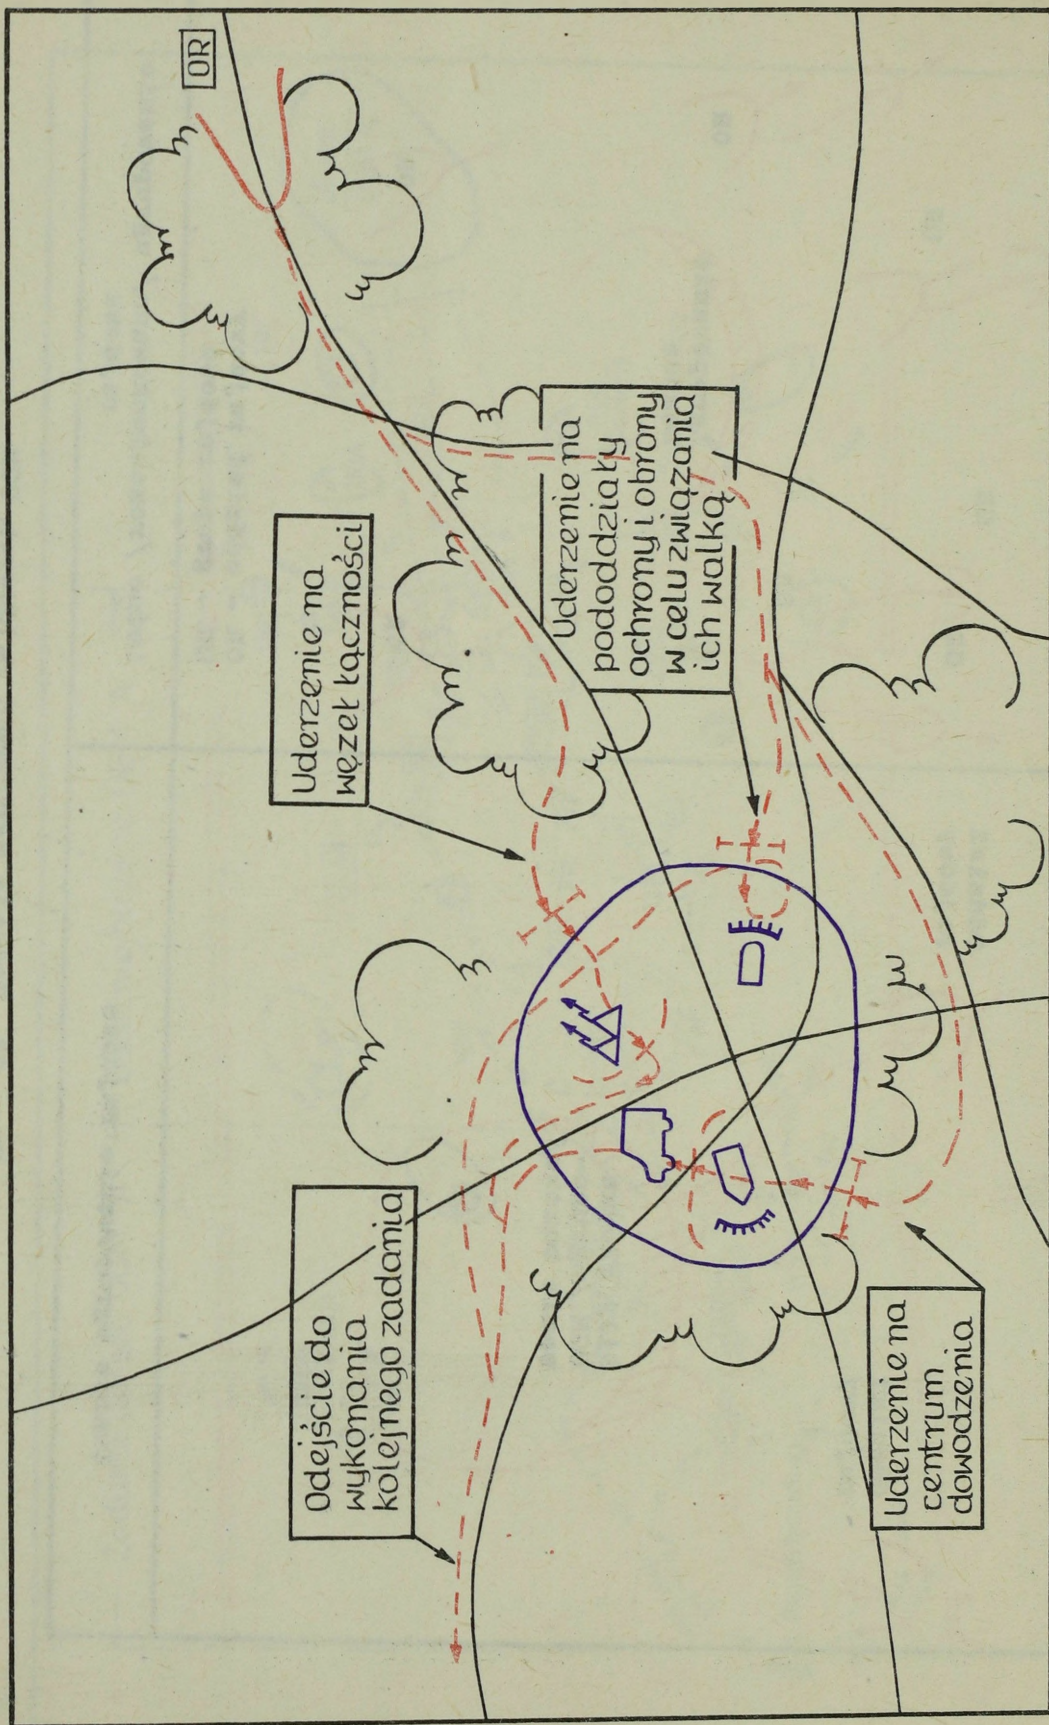 OR
Uderzenie na
węzeł łączności
Uderzenie na
pododdziały
ochrony i obrony
w celu związania
ich walką
Odejście do
wykonania
kolejnego zadania
Uderzenie na
centrum
dowodzenia